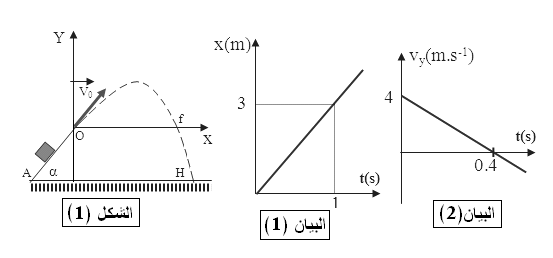 Y
V₀
O
f
X
A
α
H
الشكل (1)
x(m)
3
t(s)
1
البيان (1)
vy(m.s-1)
4
t(s)
0.4
البيان(2)